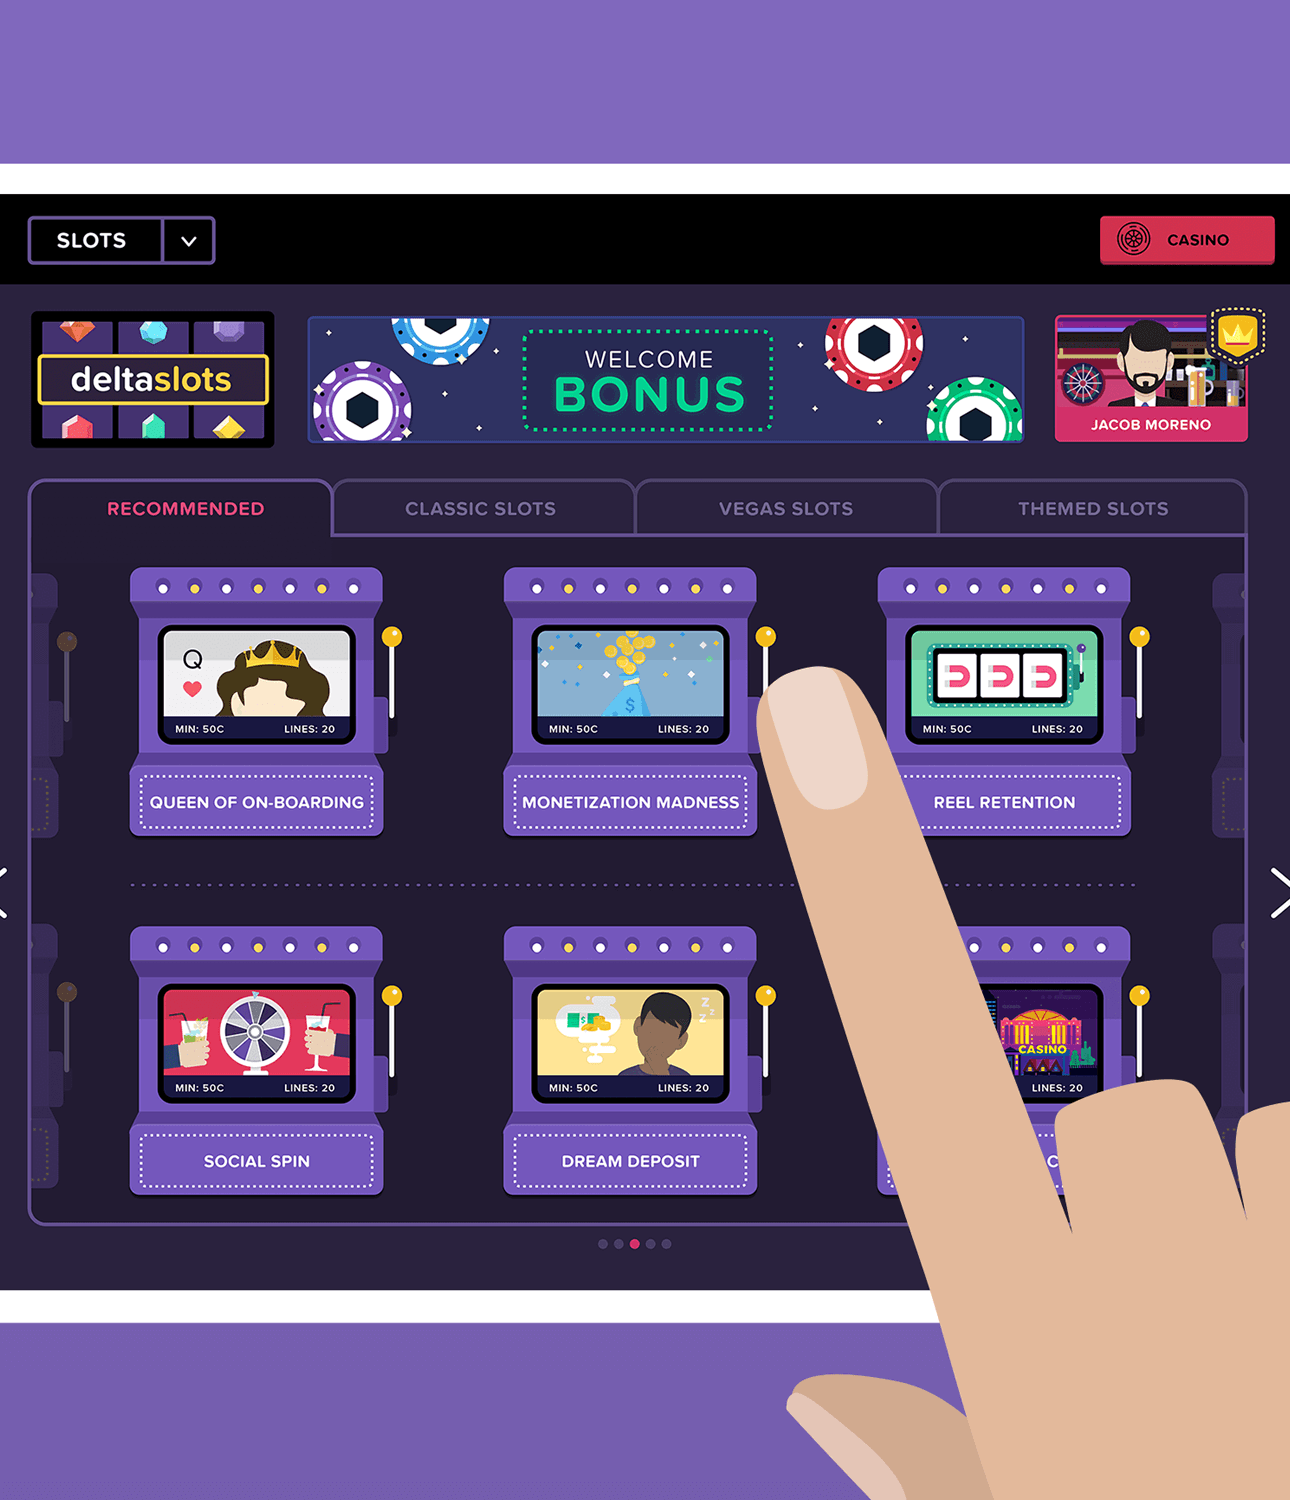 SLOTS
CASINO
deltaslots
WELCOME
BONUS
JACOB MORENO
RECOMMENDED
CLASSIC SLOTS
VEGAS SLOTS
THEMED SLOTS
Q
MIN: 50C LINES: 20
QUEEN OF ON-BOARDING
$
MIN: 50C LINES: 20
MONETIZATION MADNESS
MIN: 50C LINES: 20
REEL RETENTION
MIN: 50C LINES: 20
SOCIAL SPIN
$
Z
Z
Z
MIN: 50C LINES: 20
DREAM DEPOSIT
CASINO
LINES: 20